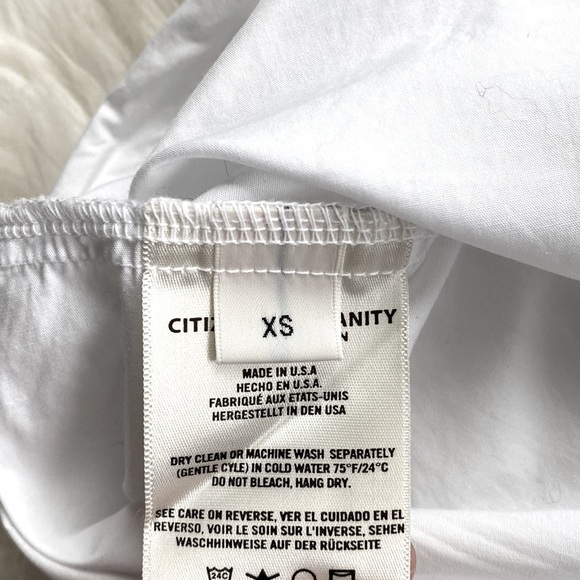 XS
MADE IN U.S.A
HECHO EN U.S.A.
FABRIQUÉ AUX ETATS-UNIS
HERGESTELLT IN DEN USA
DRY CLEAN OR MACHINE WASH SEPARATELY
(GENTLE CYLE) IN COLD WATER 75°F/24°C
DO NOT BLEACH, HANG DRY.
SEE CARE ON REVERSE, VER EL CUIDADO EN EL
REVERSO, VOIR LE SOIN SUR L'INVERSE, SEHEN
WASCHHINWEISE AUF DER RÜCKSEITE
24C